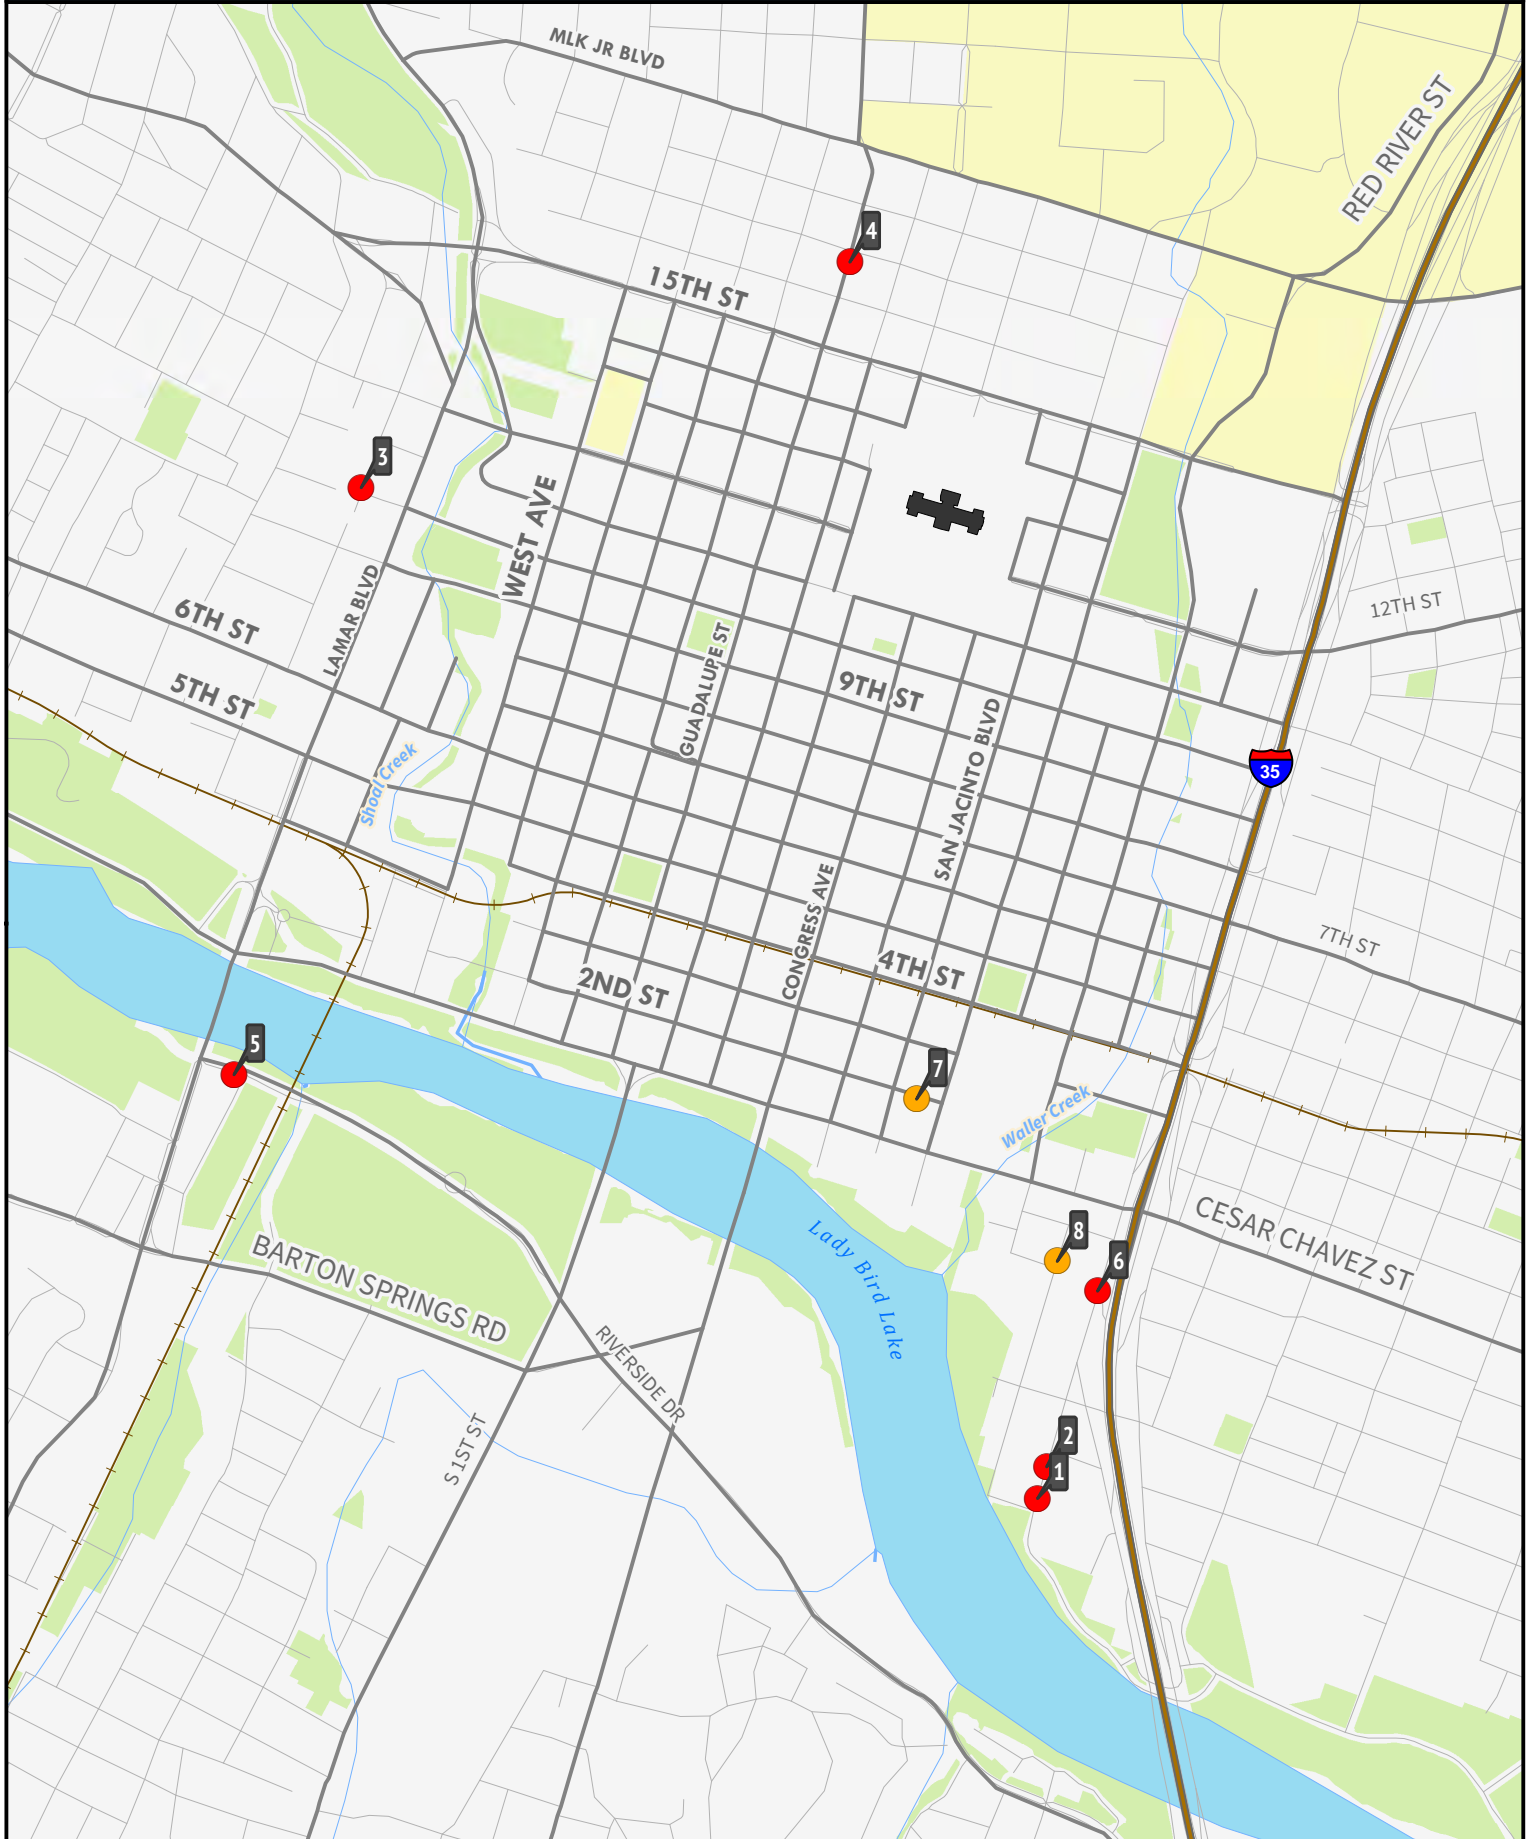 MLK JR BLVD
RED RIVER ST
4
15TH ST
3
WEST AVE
LAMAR BLVD
6TH ST
12TH ST
GUADALUPE ST
9TH ST
5TH ST
SAN JACINTO BLVD
35
Shoal Creek
CONGRESS AVE
7TH ST
4TH ST
2ND ST
5
7
Waller Creek
CESAR CHAVEZ ST
8
6
BARTON SPRINGS RD
Lady Bird Lake
RIVERSIDE DR
S 1ST ST
2
1